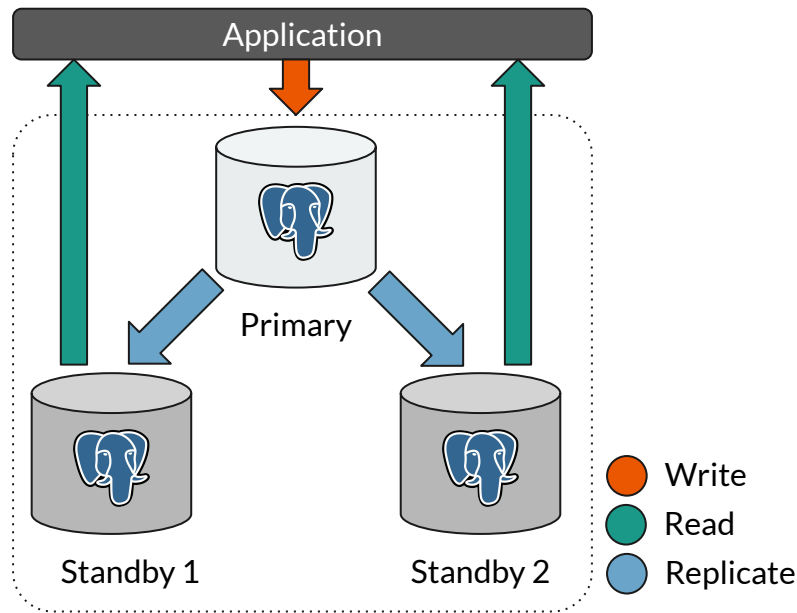 Application
Primary
Standby 1
Standby 2
Write
Read
Replicate